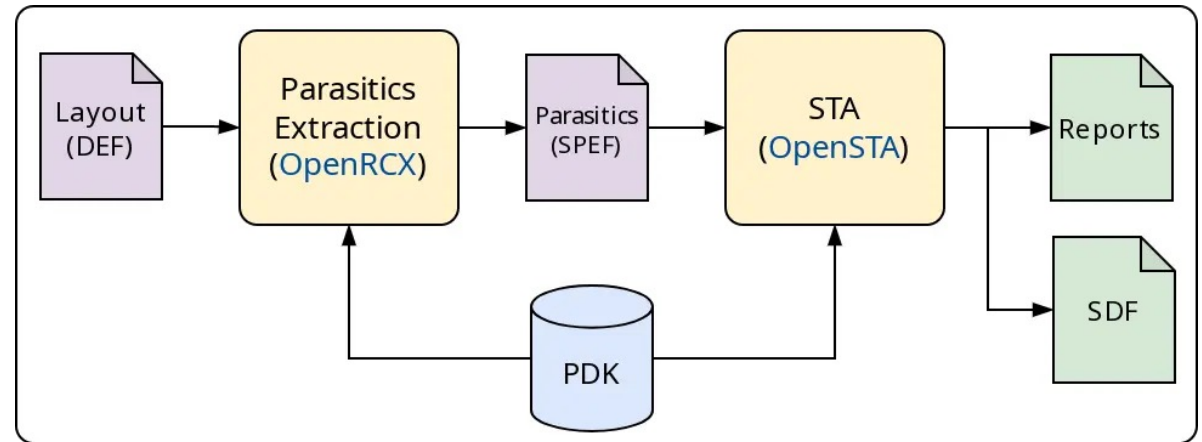 Layout
(DEF)
Parasitics
Extraction
(OpenRCX)
Parasitics
(SPEF)
STA
(OpenSTA)
Reports
SDF
PDK